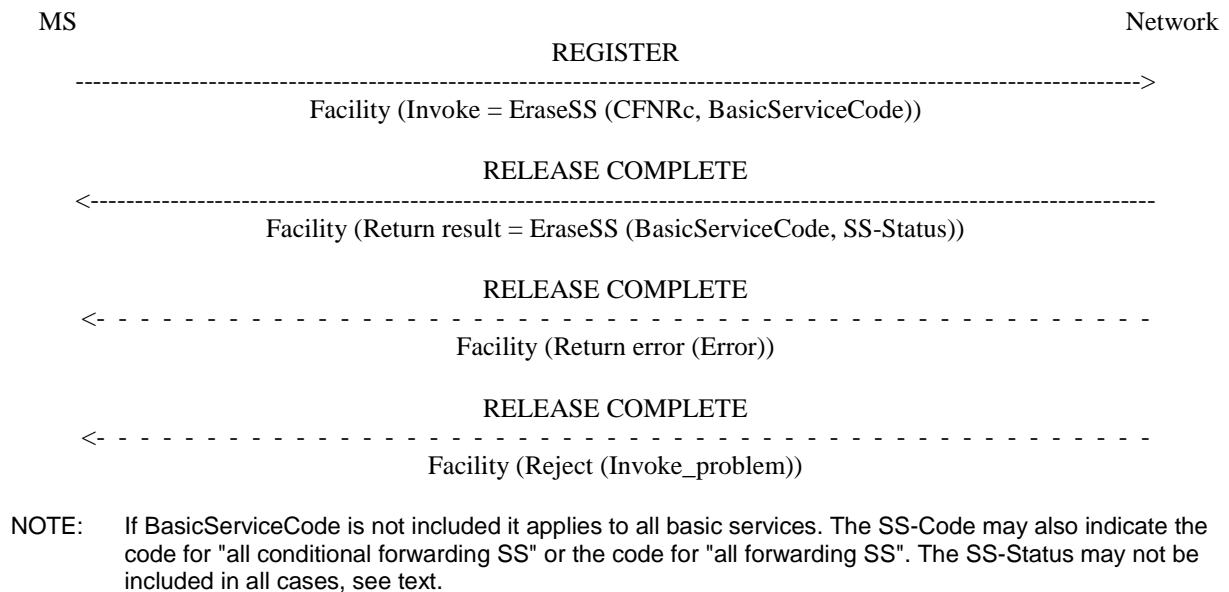 MS Network
REGISTER
------------------------------------------------------------------------------------------------------------------------>
Facility (Invoke = EraseSS (CFNRc, BasicServiceCode))
RELEASE COMPLETE
<------------------------------------------------------------------------------------------------------------------------
Facility (Return result = EraseSS (BasicServiceCode, SS-Status))
RELEASE COMPLETE
<- - - - - - - - - - - - - - - - - - - - - - - - - - - - - - - - - - - - - - - - - - - - - - - -
Facility (Return error (Error))
RELEASE COMPLETE
<- - - - - - - - - - - - - - - - - - - - - - - - - - - - - - - - - - - - - - - - - - - - - - - -
Facility (Reject (Invoke_problem))
NOTE: If BasicServiceCode is not included it applies to all basic services. The SS-Code may also indicate the
code for "all conditional forwarding SS" or the code for "all forwarding SS". The SS-Status may not be
included in all cases, see text.